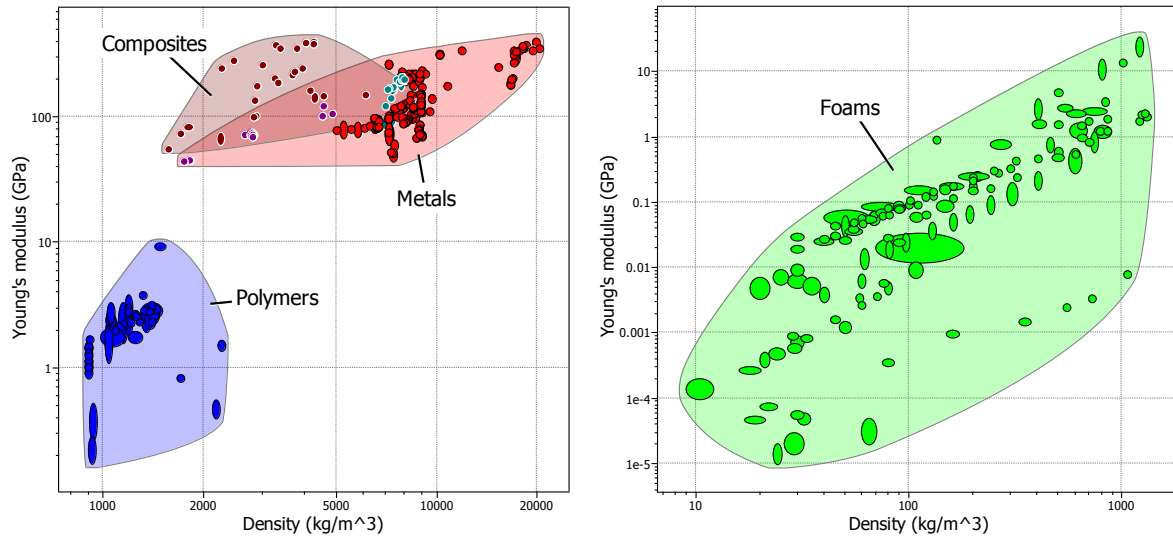 Composites
Metals
Polymers
Young's modulus (GPa)
100
10
1
1000
2000
5000
10000
20000
Density (kg/m^3)
Foams
Young's modulus (GPa)
100
10
1
0.1
0.01
0.001
1e-4
1e-5
10
100
1000
Density (kg/m^3)